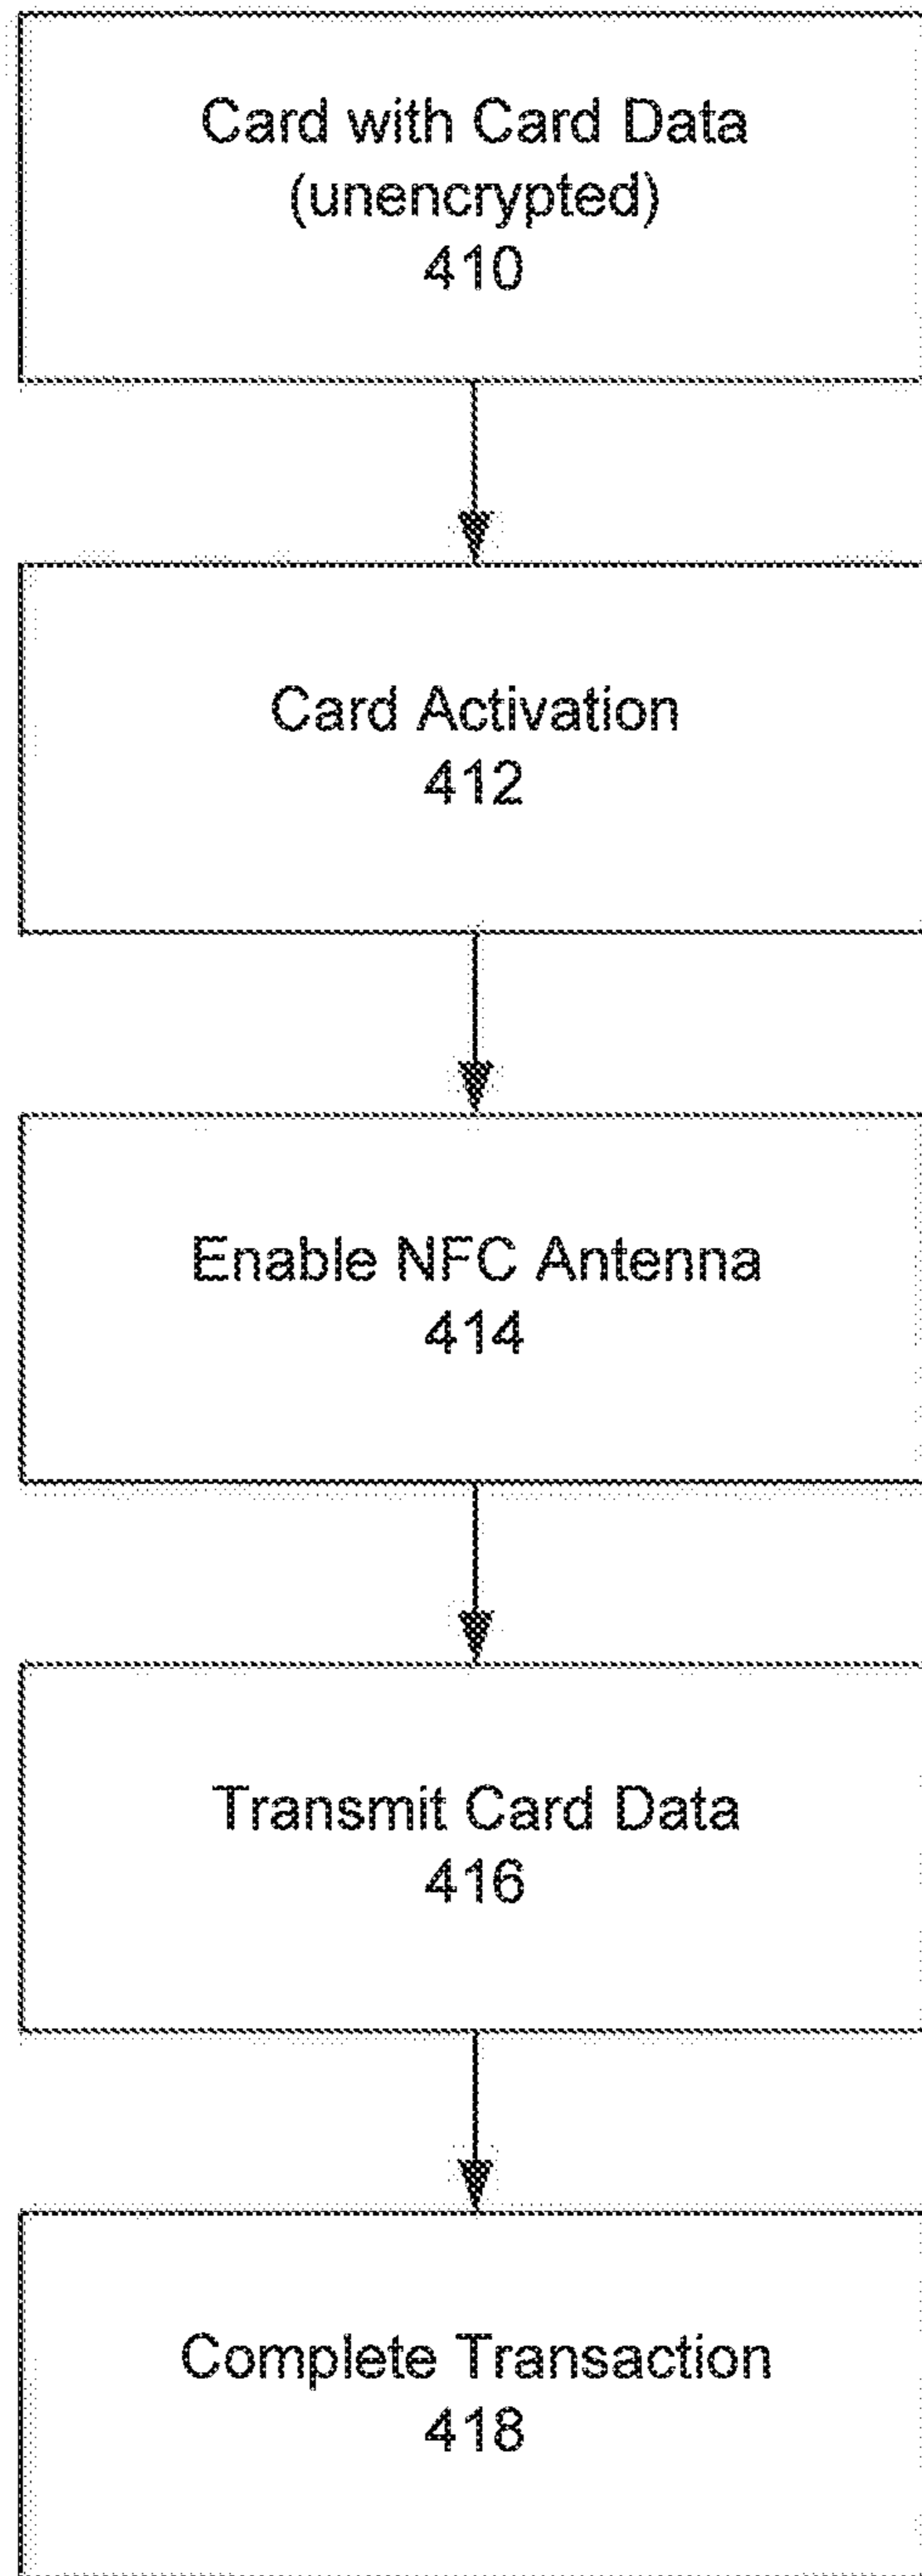 Card with Card Data
(unencrypted)
410
Card Activation
412
Enable NFC Antenna
414
Transmit Card Data
416
Complete Transaction
418